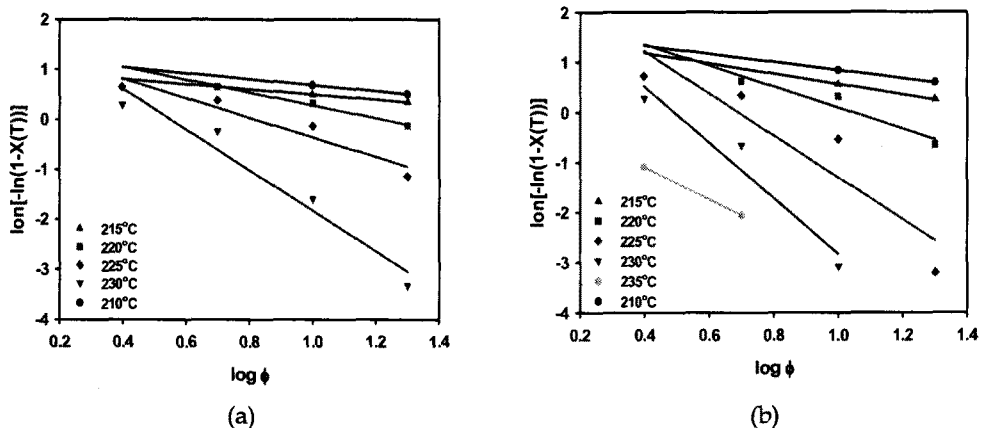 2
1
0
-1
-2
-3
-4
0.2 0.4 0.6 0.8 1.0 1.2 1.4
lon[-ln(1-X(T))]
log ϕ
215°C
220°C
225°C
230°C
210°C
(a)
2
1
0
-1
-2
-3
-4
0.2 0.4 0.6 0.8 1.0 1.2 1.4
lon[-ln(1-X(T))]
log ϕ
215°C
220°C
225°C
230°C
235°C
210°C
(b)